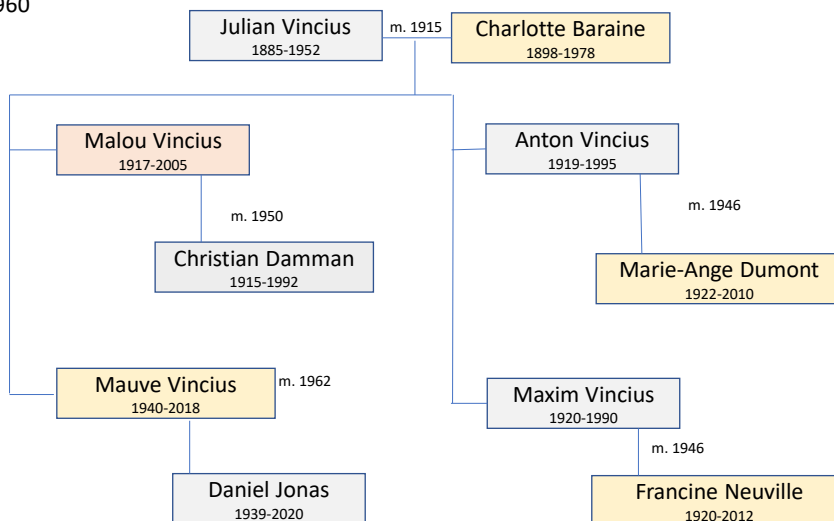 960
Julian Vincius
1885-1952
m. 1915
Charlotte Baraine
1898-1978
Malou Vincius
1917-2005
m. 1950
Christian Damman
1915-1992
Anton Vincius
1919-1995
m. 1946
Marie-Ange Dumont
1922-2010
Mauve Vincius
1940-2018
m. 1962
Daniel Jonas
1939-2020
Maxim Vincius
1920-1990
m. 1946
Francine Neuville
1920-2012